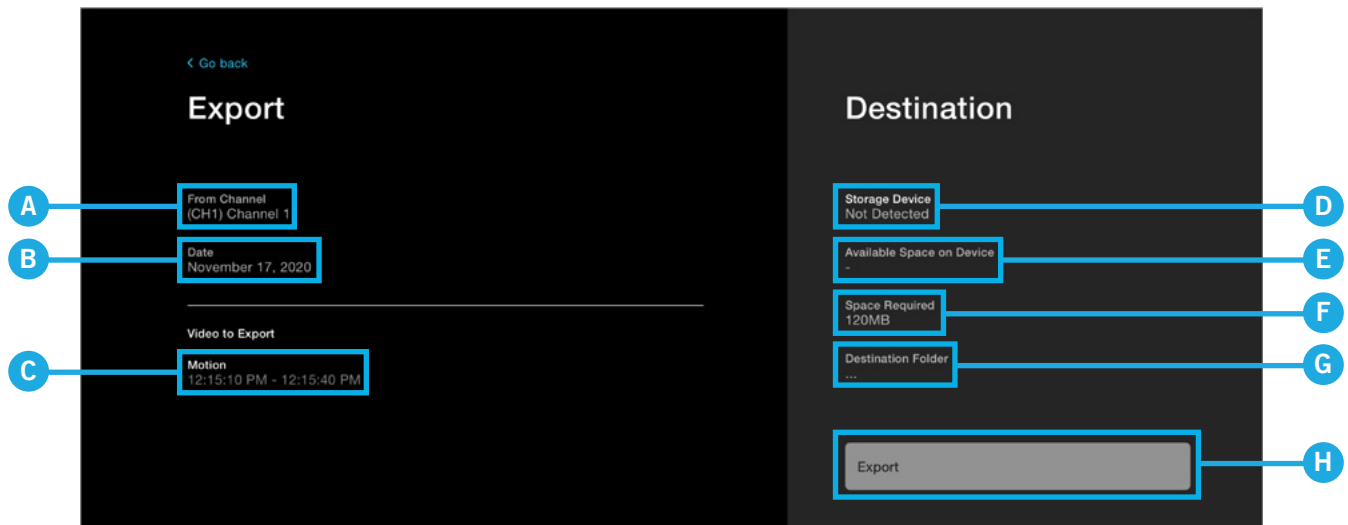 < Go back
Export
Destination
A
From Channel
(CH1) Channel 1
B
Date
November 17, 2020
Video to Export
C
Motion
12:15:10 PM - 12:15:40 PM
Storage Device
Not Detected
D
Available Space on Device
-
E
Space Required
120MB
F
Destination Folder
...
G
Export
H